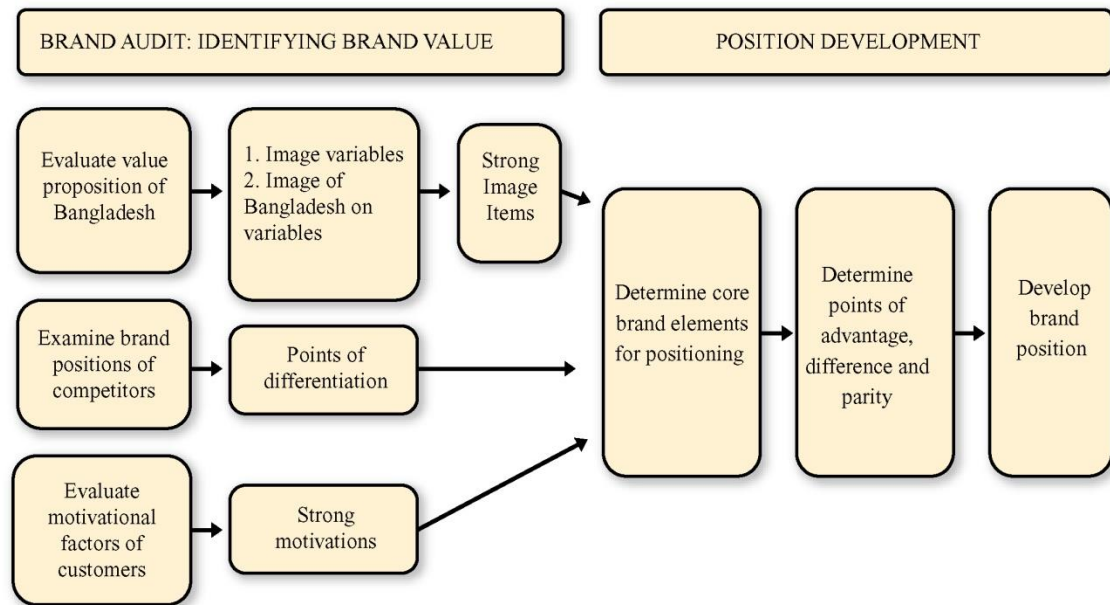 BRAND AUDIT: IDENTIFYING BRAND VALUE
POSITION DEVELOPMENT
Evaluate value
proposition of
Bangladesh
1. Image variables
2. Image of
Bangladesh on
variables
Strong
Image
Items
Examine brand
positions of
competitors
Points of
differentiation
Evaluate
motivational
factors of
customers
Strong
motivations
Determine core
brand elements
for positioning
Determine
points of
advantage,
difference and
parity
Develop
brand
position